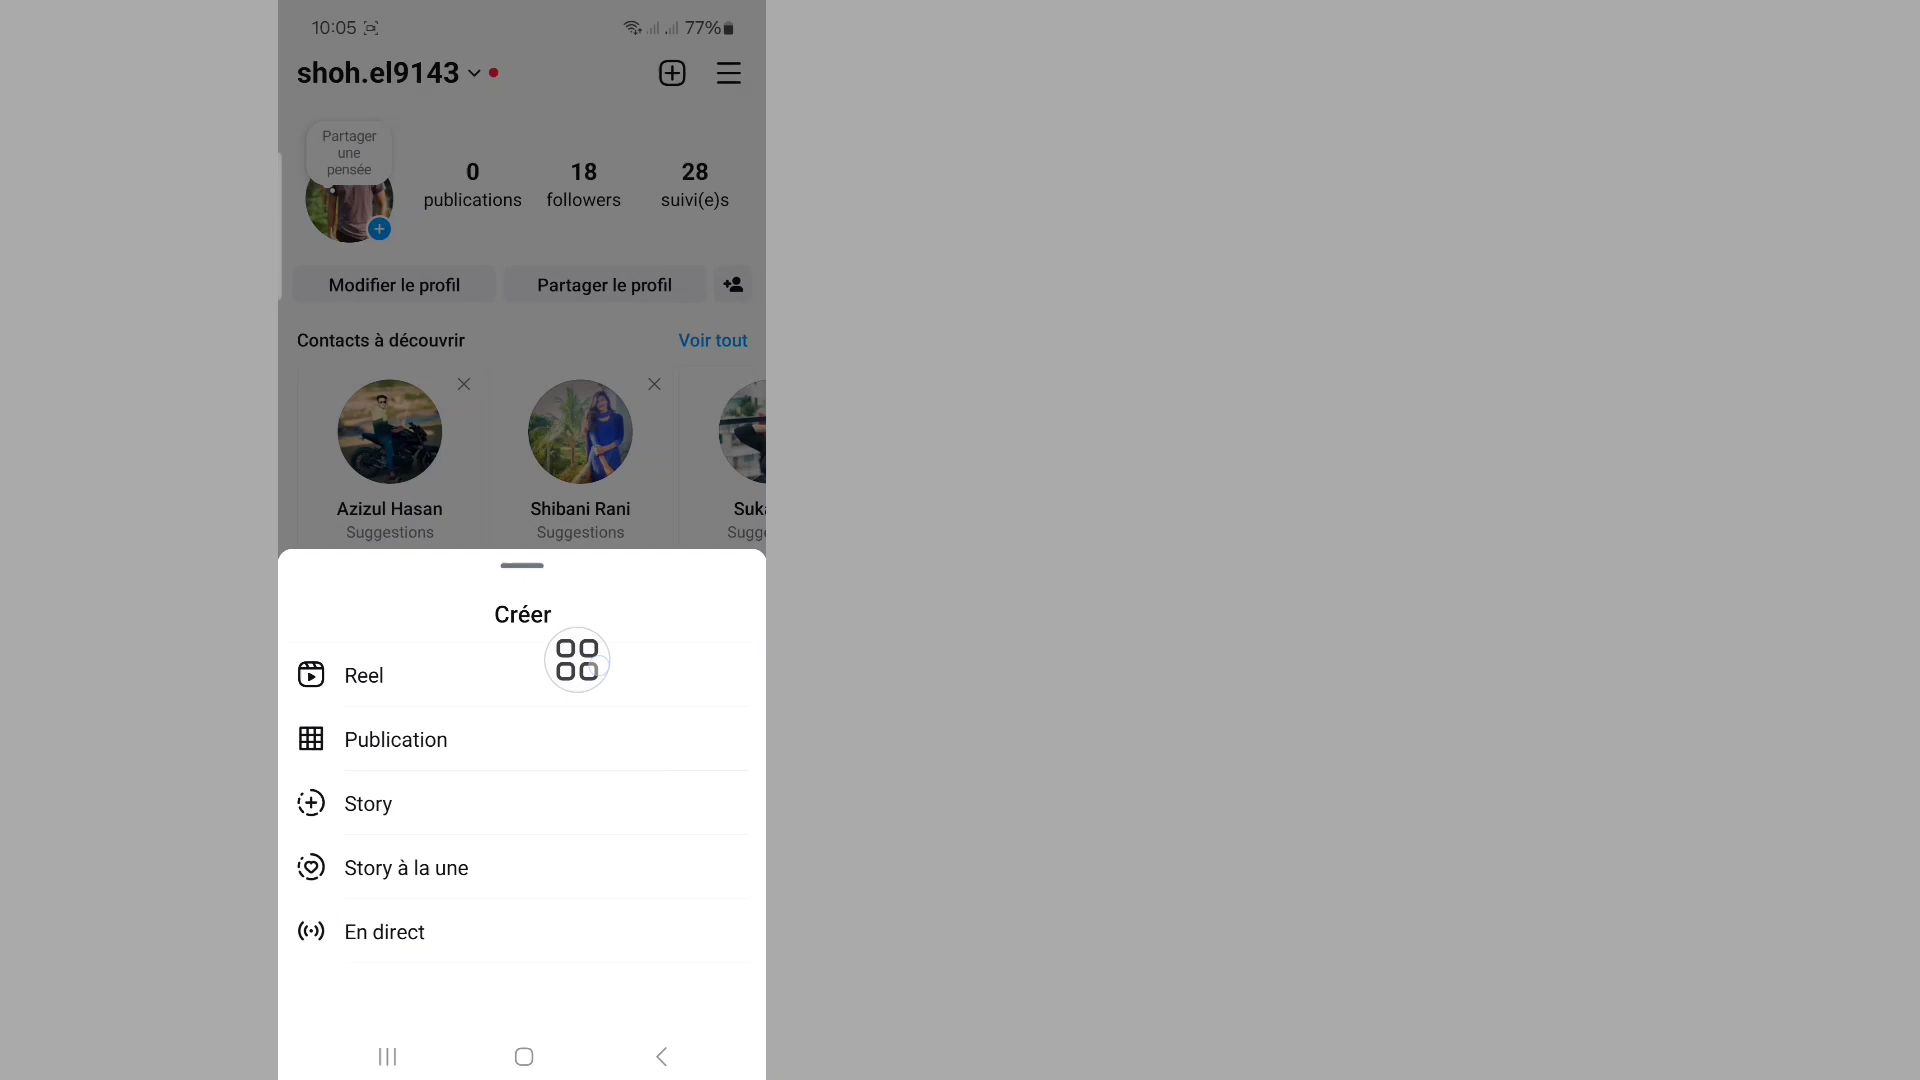 10:05
77%
shoh.el9143
Partager
une
pensée
0
18
28
publications
followers
suivi(e)s
Modifier le profil
Partager le profil
Contacts à découvrir
Voir tout
Azizul Hasan
Shibani Rani
Suka
Suggestions
Suggestions
Sugge
Créer
Reel
Publication
Story
Story à la une
En direct